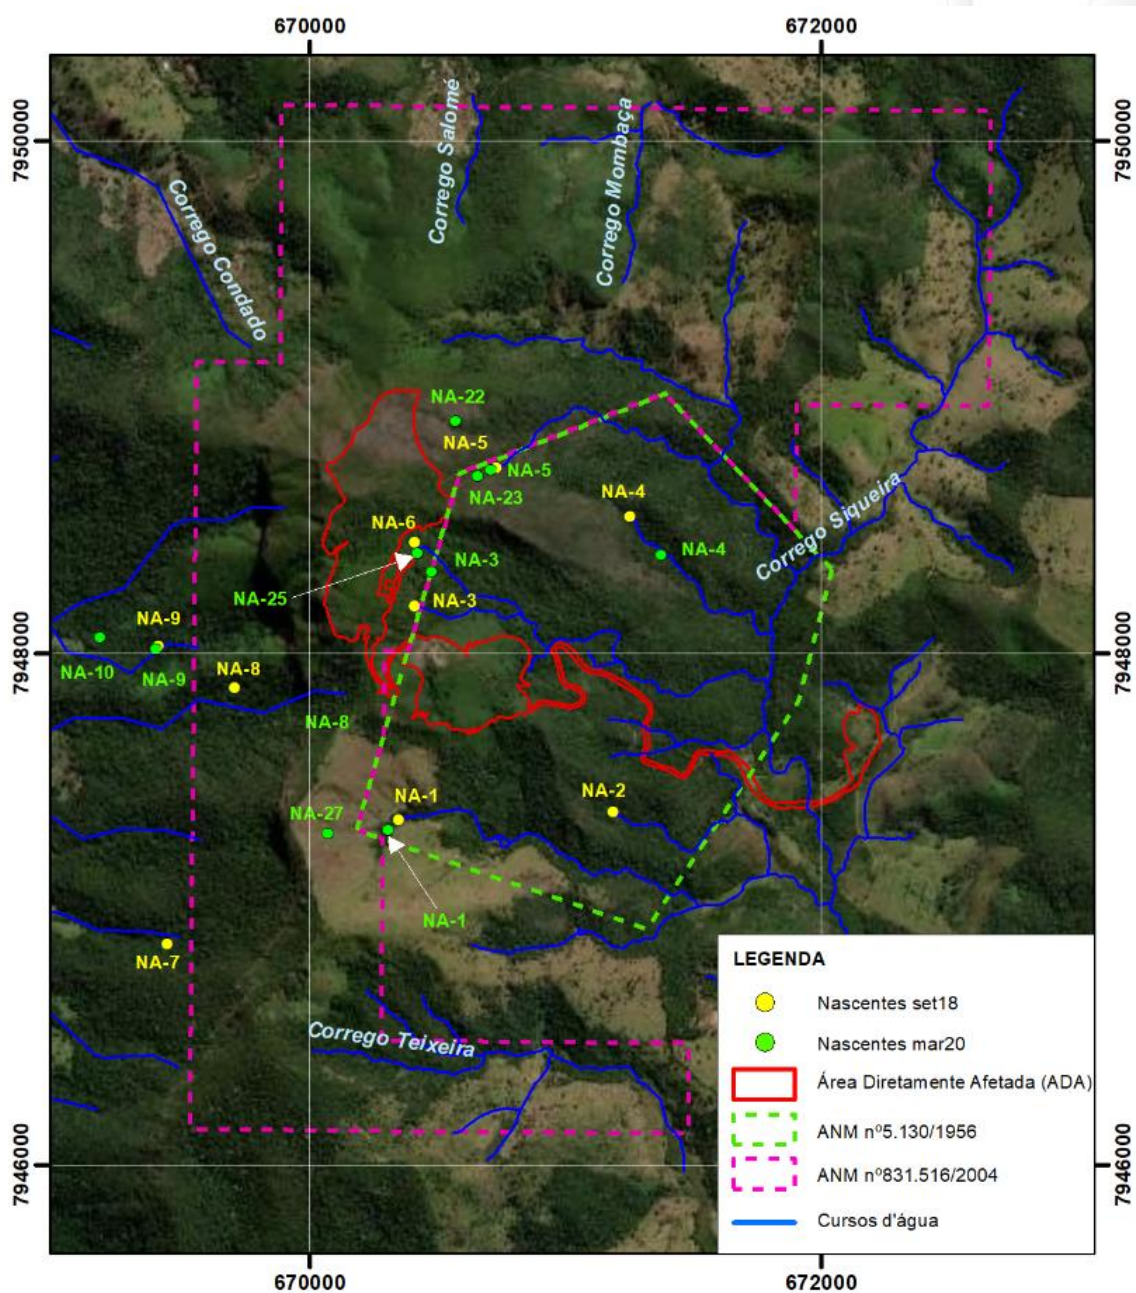 670000
672000
7950000
7950000
Corrego Salomé
Corrego Mombaça
Corrego Condado
NA-22
NA-5
NA-5
NA-23
NA-4
Corrego Siqueira
NA-6
NA-4
NA-3
NA-25
NA-3
NA-9
7948000
7948000
NA-10
NA-9
NA-8
NA-8
NA-1
NA-2
NA-27
NA-1
NA-7
Corrego Teixeira
LEGENDA
Nascentes set18
Nascentes mar20
Área Diretamente Afetada (ADA)
ANM nº5.130/1956
ANM nº831.516/2004
Cursos d'água
7946000
7946000
670000
672000